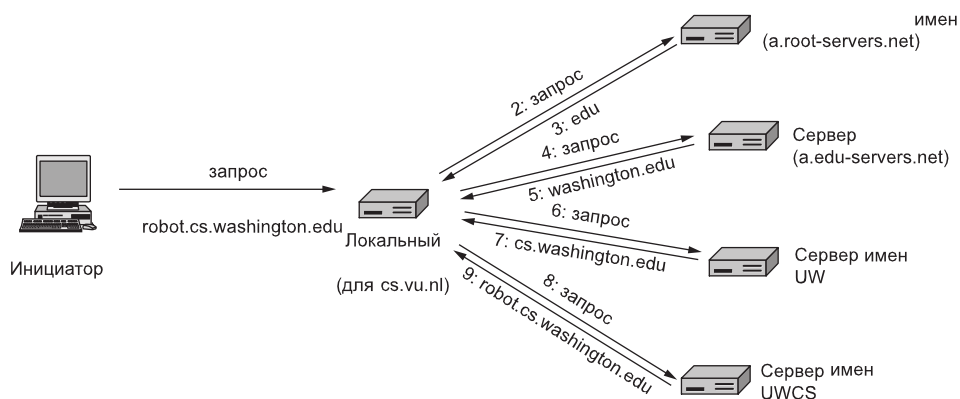 имен
(a.root-servers.net)
2: запрос
3: edu
4: запрос
5: washington.edu
Сервер
(a.edu-servers.net)
запрос
robot.cs.washington.edu
Инициатор
Локальный
(для cs.vu.nl)
6: запрос
7: cs.washington.edu
Сервер имен
UW
8: запрос
9: robot.cs.washington.edu
Сервер имен
UWCS